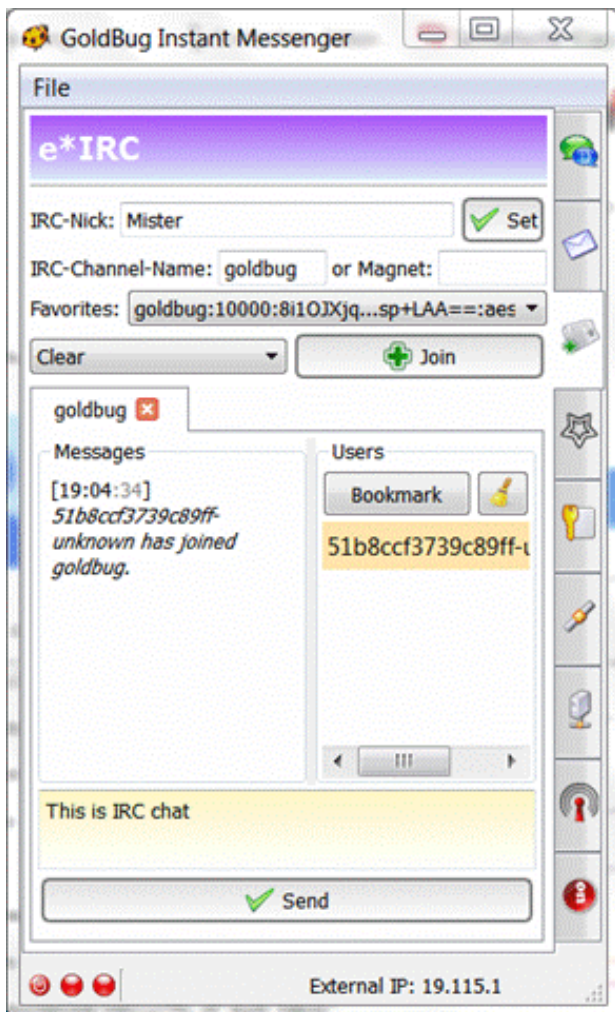 GoldBug Instant Messenger
File
e*IRC
IRC-Nick: Mister Set
IRC-Channel-Name: goldbug or Magnet:
Favorites: goldbug:10000:8i1OJXjq...sp+LAA==:aes
Clear Join
goldbug
Messages Users
[19:04:34] Bookmark
51b8ccf3739c89ff-
unknown has joined
goldbug.
51b8ccf3739c89ff-u
This is IRC chat
Send
External IP: 19.115.1